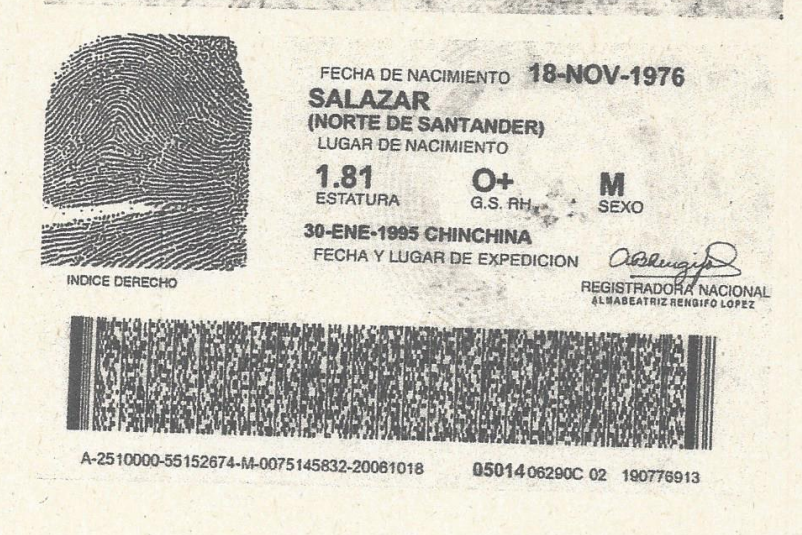 FECHA DE NACIMIENTO 18-NOV-1976
SALAZAR
(NORTE DE SANTANDER)
LUGAR DE NACIMIENTO
1.81 O+ M
ESTATURA G.S. RH SEXO
30-ENE-1995 CHINCHINA
FECHA Y LUGAR DE EXPEDICION
INDICE DERECHO
REGISTRADORA NACIONAL
ALMABEATRIZ RENGIFO LOPEZ
A-2510000-55152674-M-0075145832-20061018 05014 06290C 02 190776913